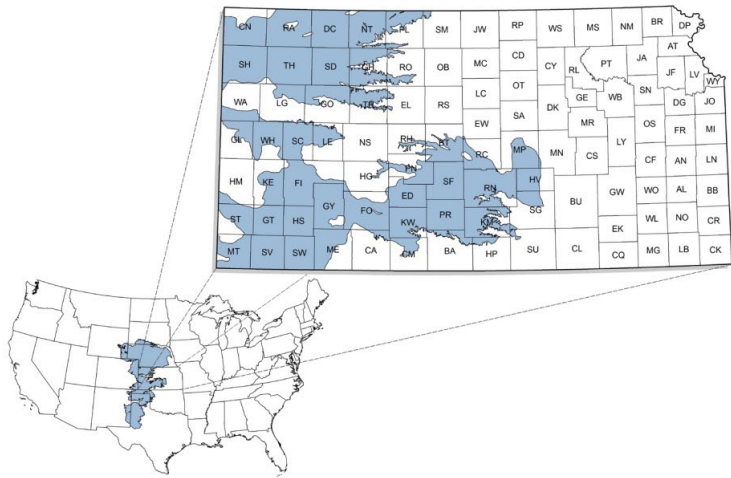 CN RA DC NT PL SM JW RP WS MS NM BR DP
SH TH SD GH RO OB MC CD CY RL PT JA AT
JF LV WY
WA LG GO TR EL RS LC OT DK GE WB SN DG JO
GL WH SC LE NS RH BT EW SA MR LY OS FR MI
HM KE FI HG PN RC MP MN CS CF AN LN
ST GT HS GY FO ED SF RN HV BU GW WO AL BB
KW PR KM SG EK WL NO CR
MT SV SW ME CA CM BA HP SU CL CQ MG LB CK